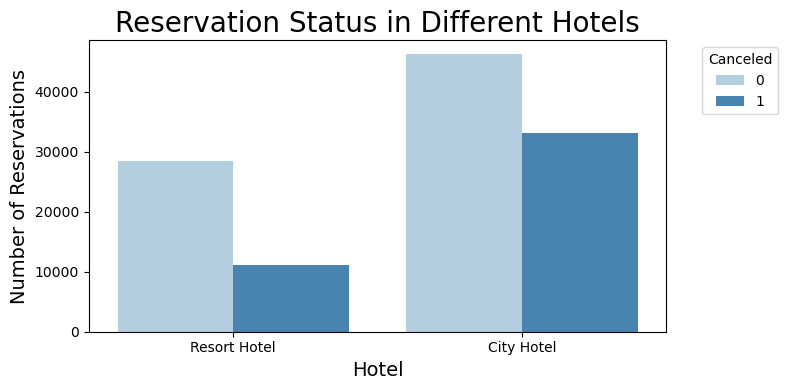 Reservation Status in Different Hotels
Number of Reservations
40000
30000
20000
10000
0
Resort Hotel
City Hotel
Hotel
Canceled
0
1